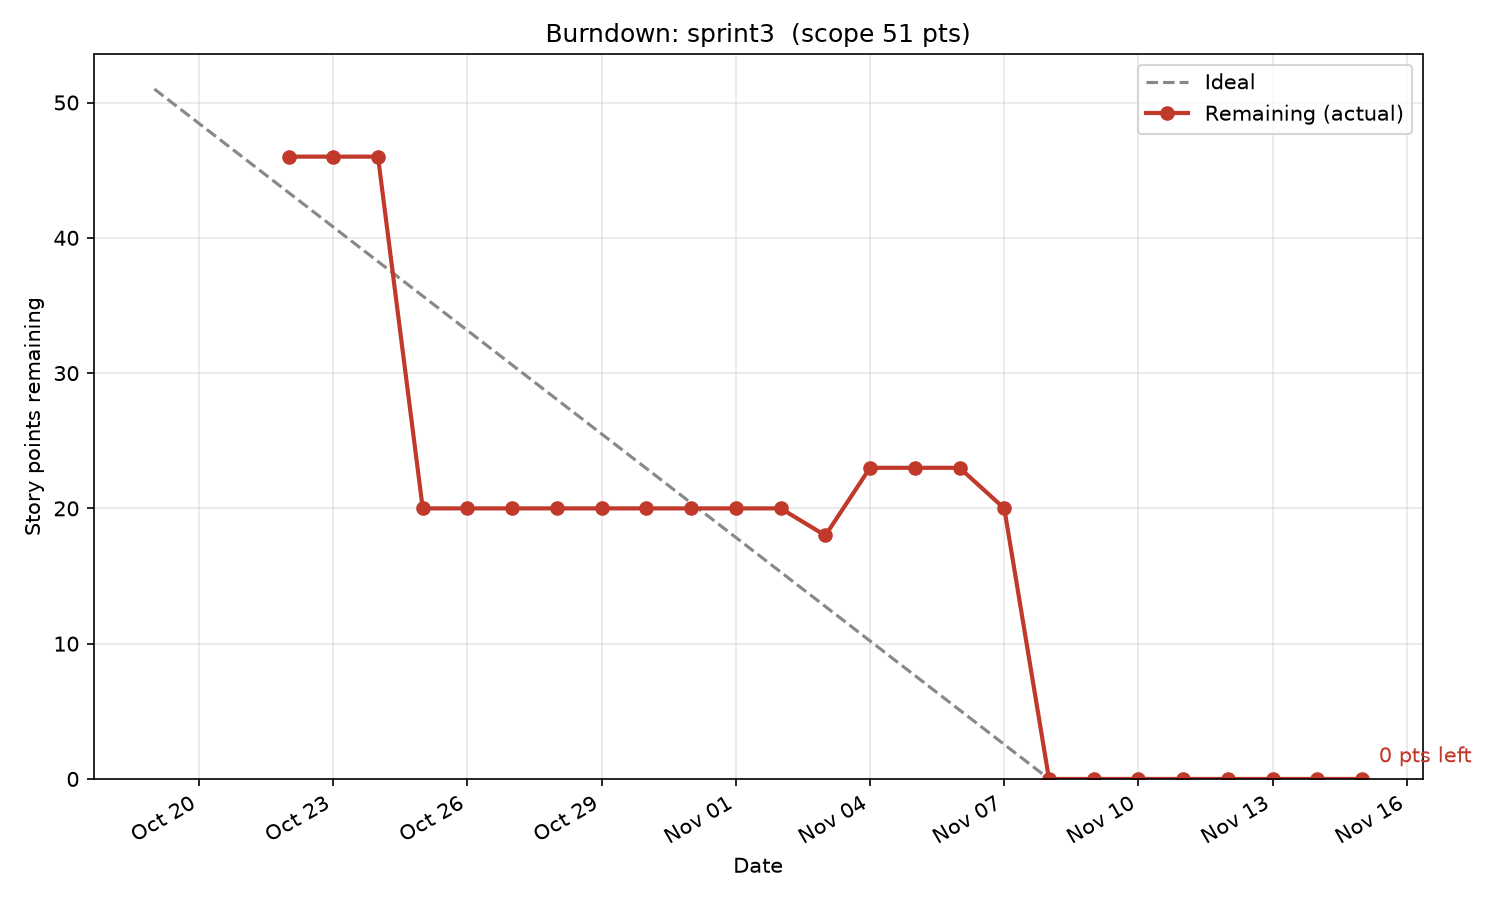 Burndown: sprint3  (scope 51 pts)
Ideal
Remaining (actual)
Story points remaining
50
40
30
20
10
0
0 pts left
Oct 20
Oct 23
Oct 26
Oct 29
Nov 01
Nov 04
Nov 07
Nov 10
Nov 13
Nov 16
Date